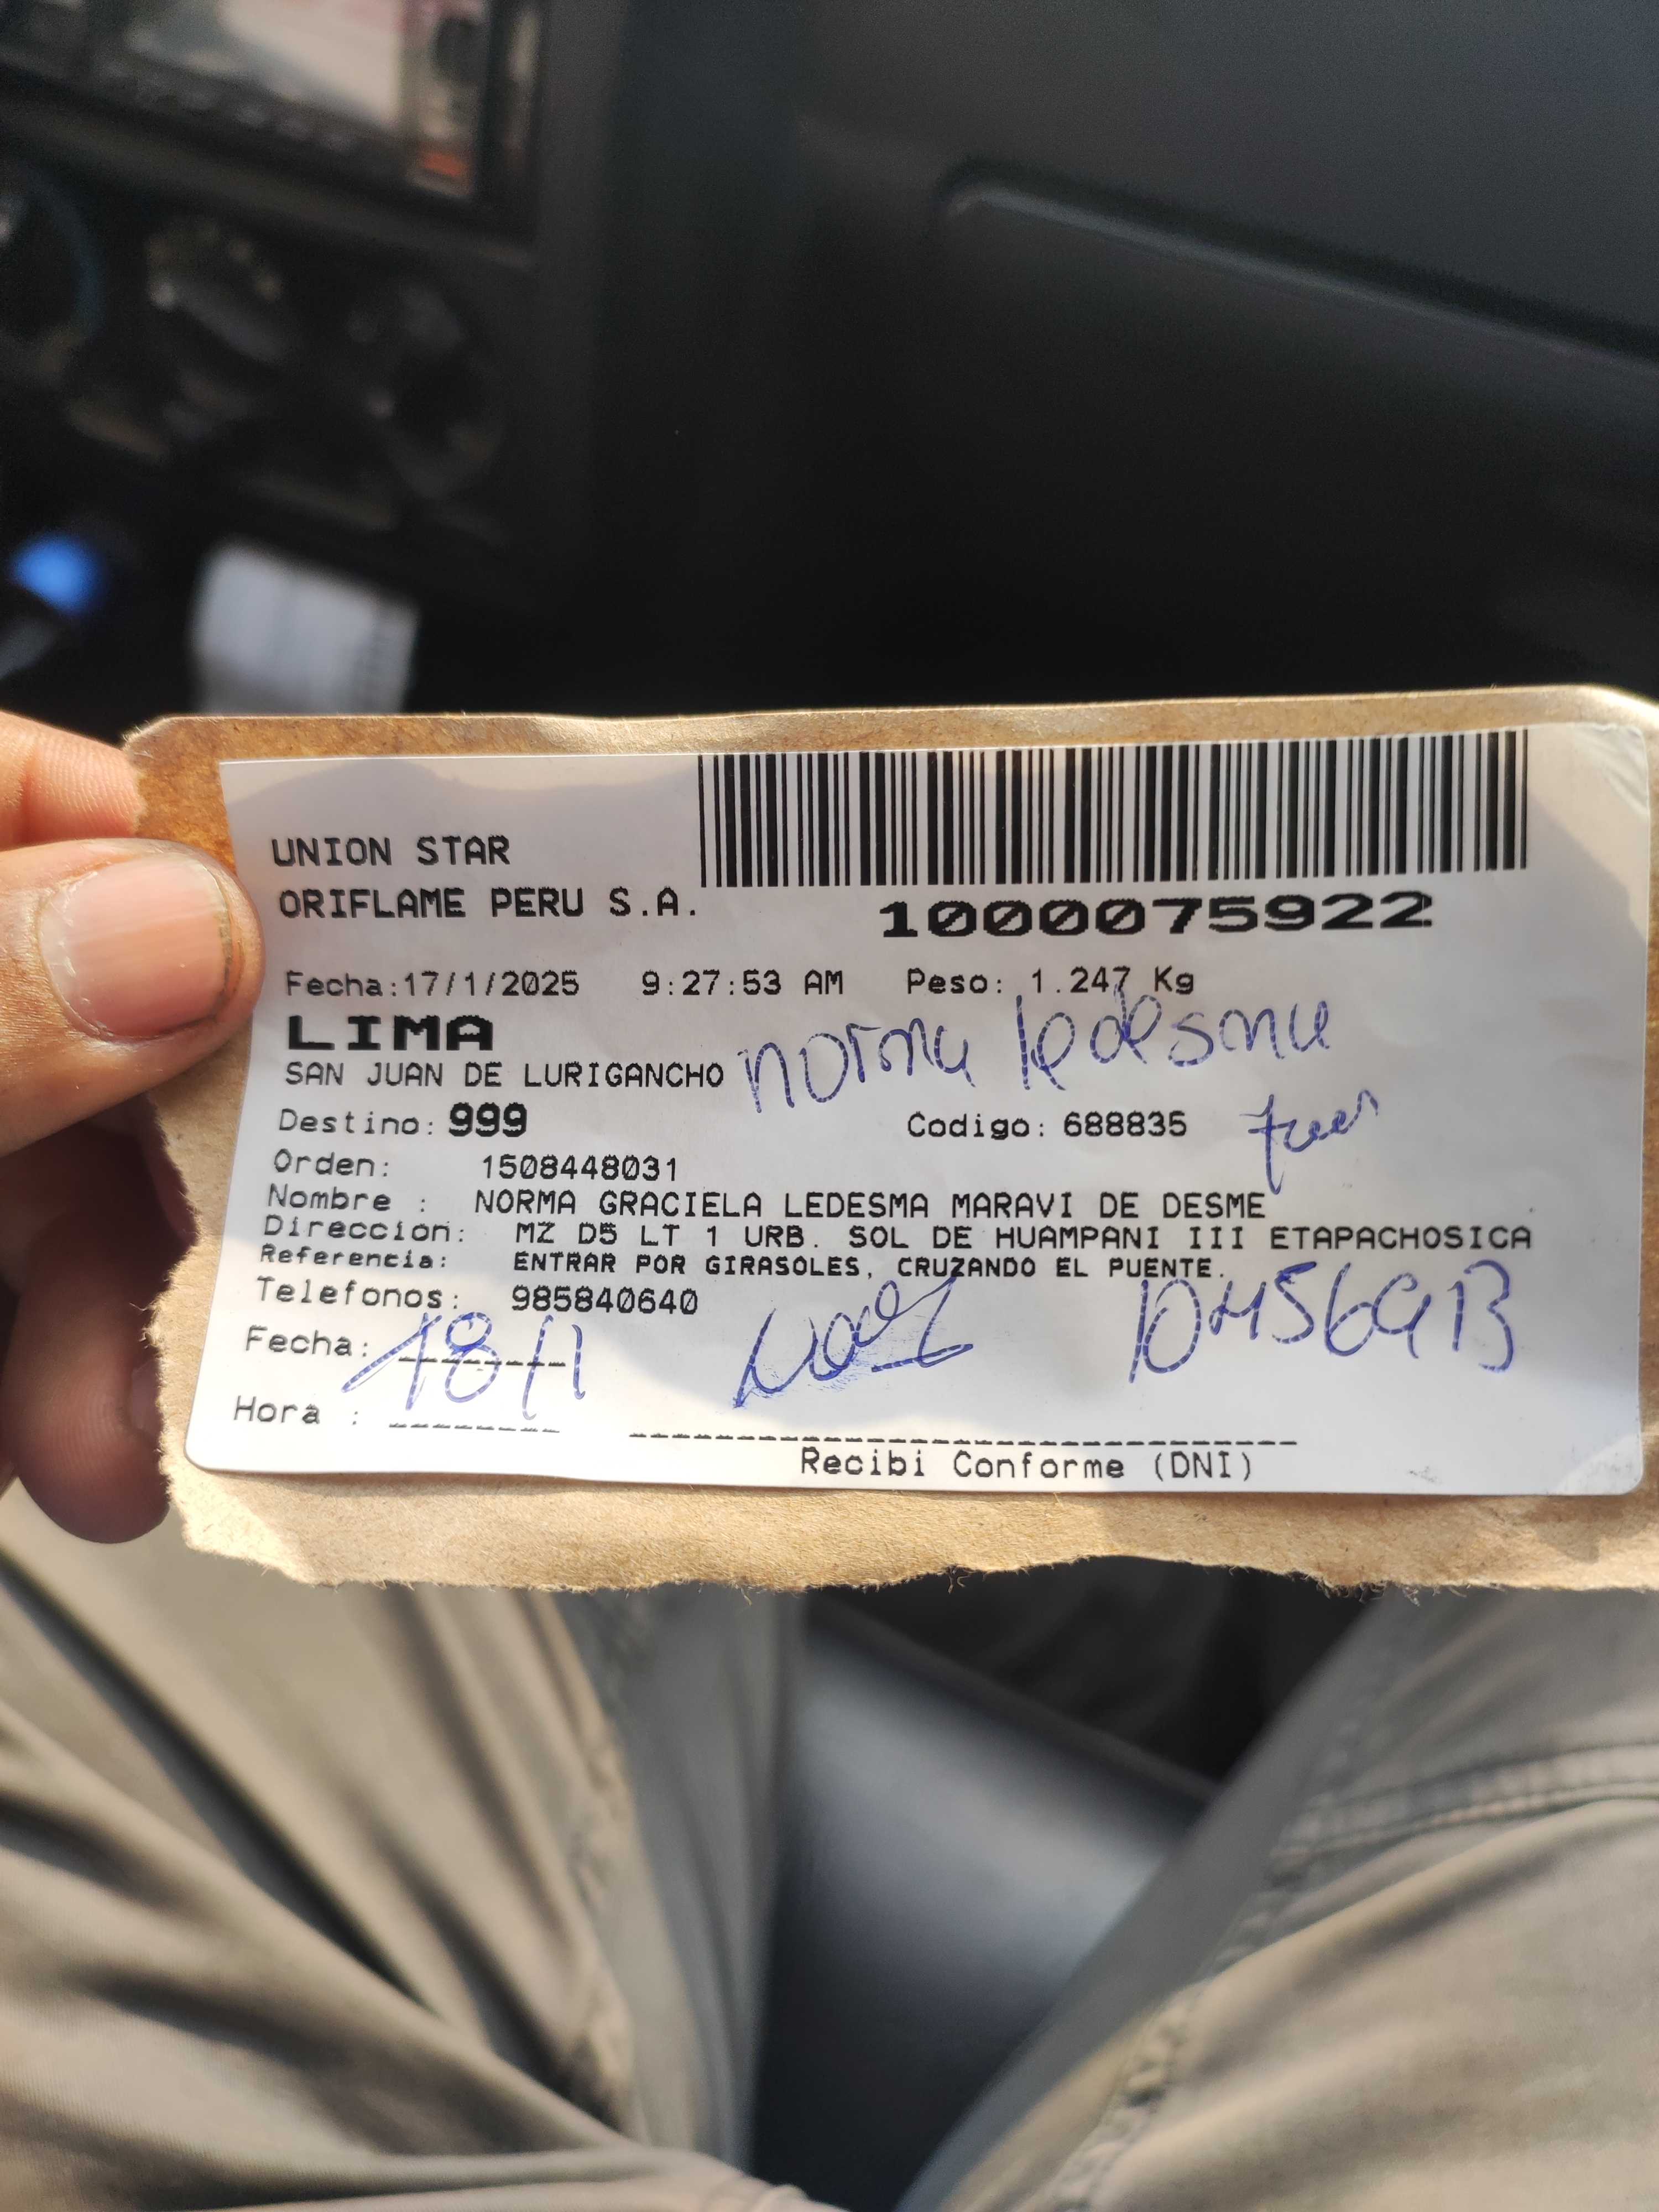 UNION STAR
ORIFLAME PERU S.A.
1000075922
Fecha:17/1/2025 9:27:53 AM Peso: 1.247 Kg
LIMA
norma ledesma
SAN JUAN DE LURIGANCHO
Destino: 999 Codigo: 688835
Orden: 1508448031
Nombre : NORMA GRACIELA LEDESMA MARAVI DE DESME
Direccion: MZ D5 LT 1 URB. SOL DE HUAMPANI III ETAPACHOSICA
Referencia: ENTRAR POR GIRASOLES, CRUZANDO EL PUENTE.
Telefonos: 985840640
Fecha: 18/1
Hora :
Recibi Conforme (DNI)